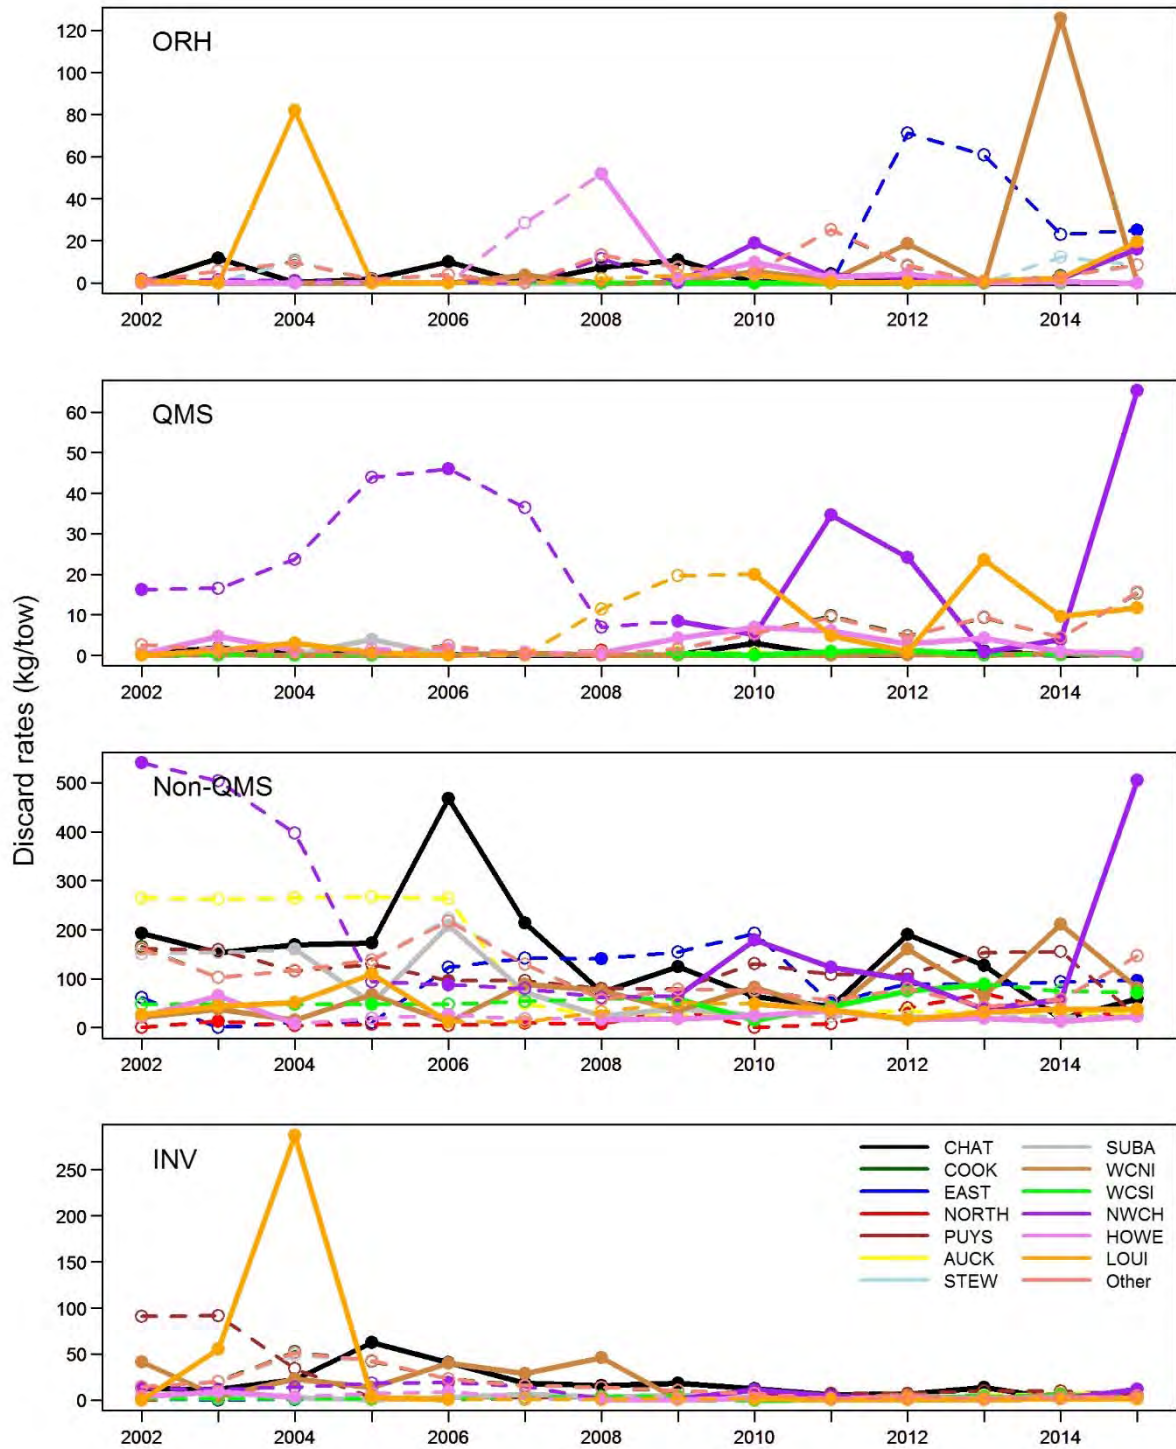 ORH
120
100
80
60
40
20
0
2002 2004 2006 2008 2010 2012 2014
QMS
60
50
40
30
20
10
0
2002 2004 2006 2008 2010 2012 2014
Discard rates (kg/tow)
Non-QMS
500
400
300
200
100
0
2002 2004 2006 2008 2010 2012 2014
INV
250
200
150
100
50
0
2002 2004 2006 2008 2010 2012 2014
CHAT SUBA
COOK WCNI
EAST WCSI
NORTH NWCH
PUYS HOWE
AUCK LOUI
STEW Other